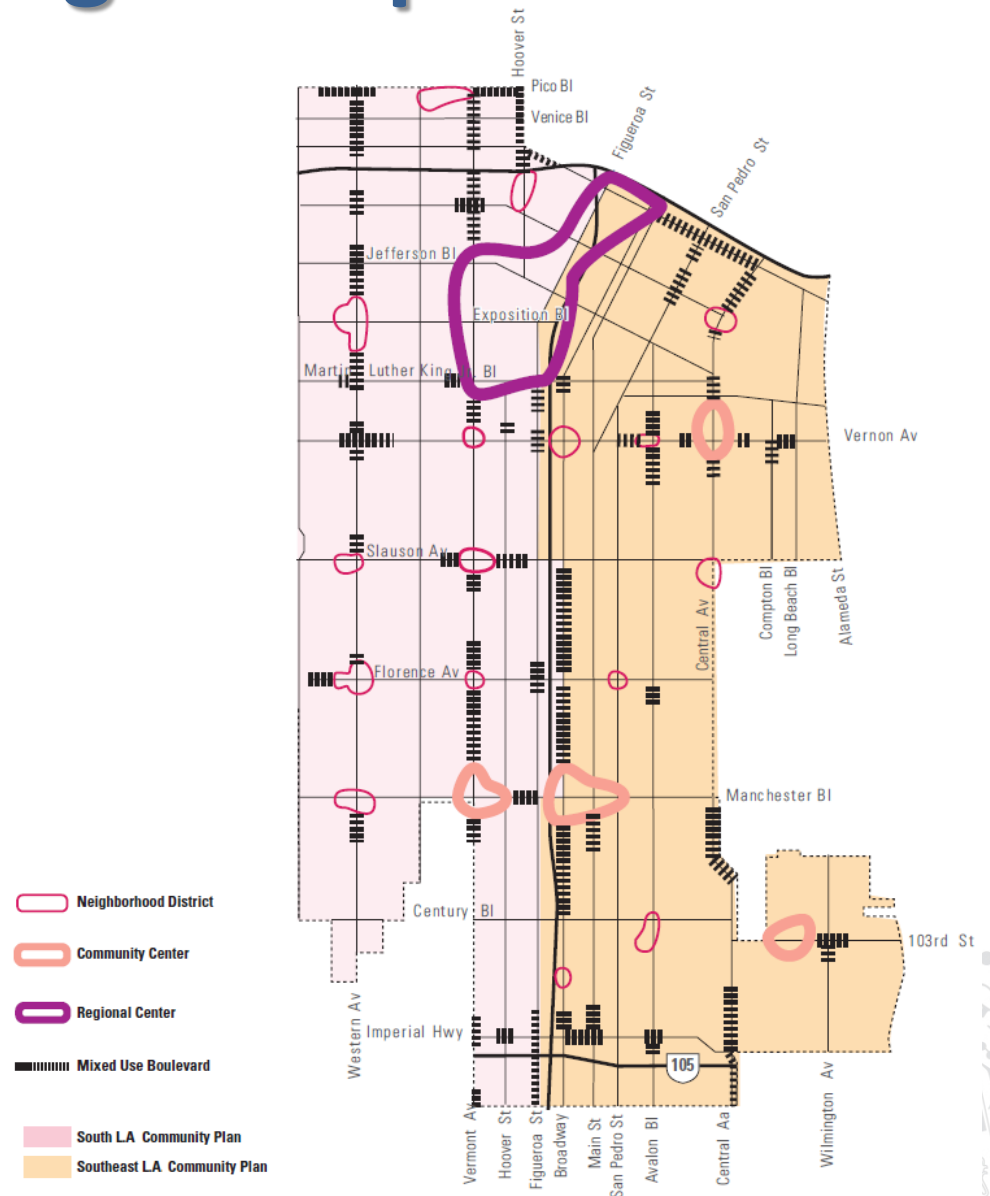 Hoover St
Pico Bl
Venice Bl
Figueroa St
San Pedro St
Jefferson Bl
Exposition Bl
Martin Luther King Bl
Vernon Av
Slauson Av
Central Av
Compton Bl
Long Beach Bl
Alameda St
Florence Av
Manchester Bl
Neighborhood District
Century Bl
103rd St
Community Center
Regional Center
Western Av
Imperial Hwy
Mixed Use Boulevard
105
Vermont Av
Hoover St
Figueroa St
Broadway
Main St
San Pedro St
Avalon Bl
Central Aa
Wilmington Av
South L.A Community Plan
Southeast L.A Community Plan